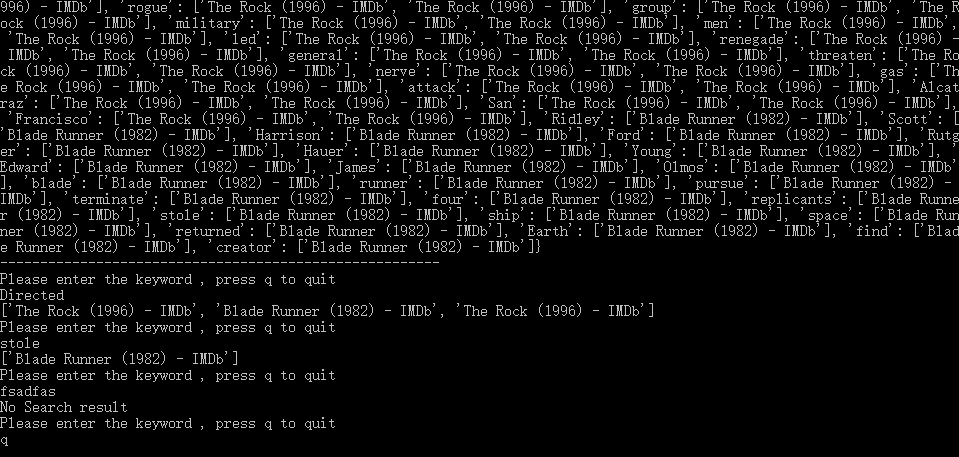 996) - IMDb'], 'rogue': ['The Rock (1996) - IMDb', 'The Rock (1996) - IMDb'], 'group': ['The Rock (1996) - IMDb', 'The R
ock (1996) - IMDb'], 'military': ['The Rock (1996) - IMDb', 'The Rock (1996) - IMDb'], 'men': ['The Rock (1996) - IMDb',
 'The Rock (1996) - IMDb'], 'led': ['The Rock (1996) - IMDb', 'The Rock (1996) - IMDb'], 'renegade': ['The Rock (1996) -
IMDb', 'The Rock (1996) - IMDb'], 'general': ['The Rock (1996) - IMDb', 'The Rock (1996) - IMDb'], 'threaten': ['The Ro
ck (1996) - IMDb', 'The Rock (1996) - IMDb'], 'nerve': ['The Rock (1996) - IMDb', 'The Rock (1996) - IMDb'], 'gas': ['Th
e Rock (1996) - IMDb', 'The Rock (1996) - IMDb'], 'attack': ['The Rock (1996) - IMDb', 'The Rock (1996) - IMDb'], 'Alcat
raz': ['The Rock (1996) - IMDb', 'The Rock (1996) - IMDb'], 'San': ['The Rock (1996) - IMDb', 'The Rock (1996) - IMDb'],
 'Francisco': ['The Rock (1996) - IMDb', 'The Rock (1996) - IMDb'], 'Ridley': ['Blade Runner (1982) - IMDb'], 'Scott': [
'Blade Runner (1982) - IMDb'], 'Harrison': ['Blade Runner (1982) - IMDb'], 'Ford': ['Blade Runner (1982) - IMDb'], 'Rutg
er': ['Blade Runner (1982) - IMDb'], 'Hauer': ['Blade Runner (1982) - IMDb'], 'Young': ['Blade Runner (1982) - IMDb'], '
Edward': ['Blade Runner (1982) - IMDb'], 'James': ['Blade Runner (1982) - IMDb'], 'Olmos': ['Blade Runner (1982) - IMDb'
], 'blade': ['Blade Runner (1982) - IMDb'], 'runner': ['Blade Runner (1982) - IMDb'], 'pursue': ['Blade Runner (1982) -
IMDb'], 'terminate': ['Blade Runner (1982) - IMDb'], 'four': ['Blade Runner (1982) - IMDb'], 'replicants': ['Blade Runne
r (1982) - IMDb'], 'stole': ['Blade Runner (1982) - IMDb'], 'ship': ['Blade Runner (1982) - IMDb'], 'space': ['Blade Run
ner (1982) - IMDb'], 'returned': ['Blade Runner (1982) - IMDb'], 'Earth': ['Blade Runner (1982) - IMDb'], 'find': ['Blad
e Runner (1982) - IMDb'], 'creator': ['Blade Runner (1982) - IMDb']}
-------------------------------------------------------
Please enter the keyword , press q to quit
Directed
['The Rock (1996) - IMDb', 'Blade Runner (1982) - IMDb', 'The Rock (1996) - IMDb']
Please enter the keyword , press q to quit
stole
['Blade Runner (1982) - IMDb']
Please enter the keyword , press q to quit
fsadfas
No Search result
Please enter the keyword , press q to quit
q